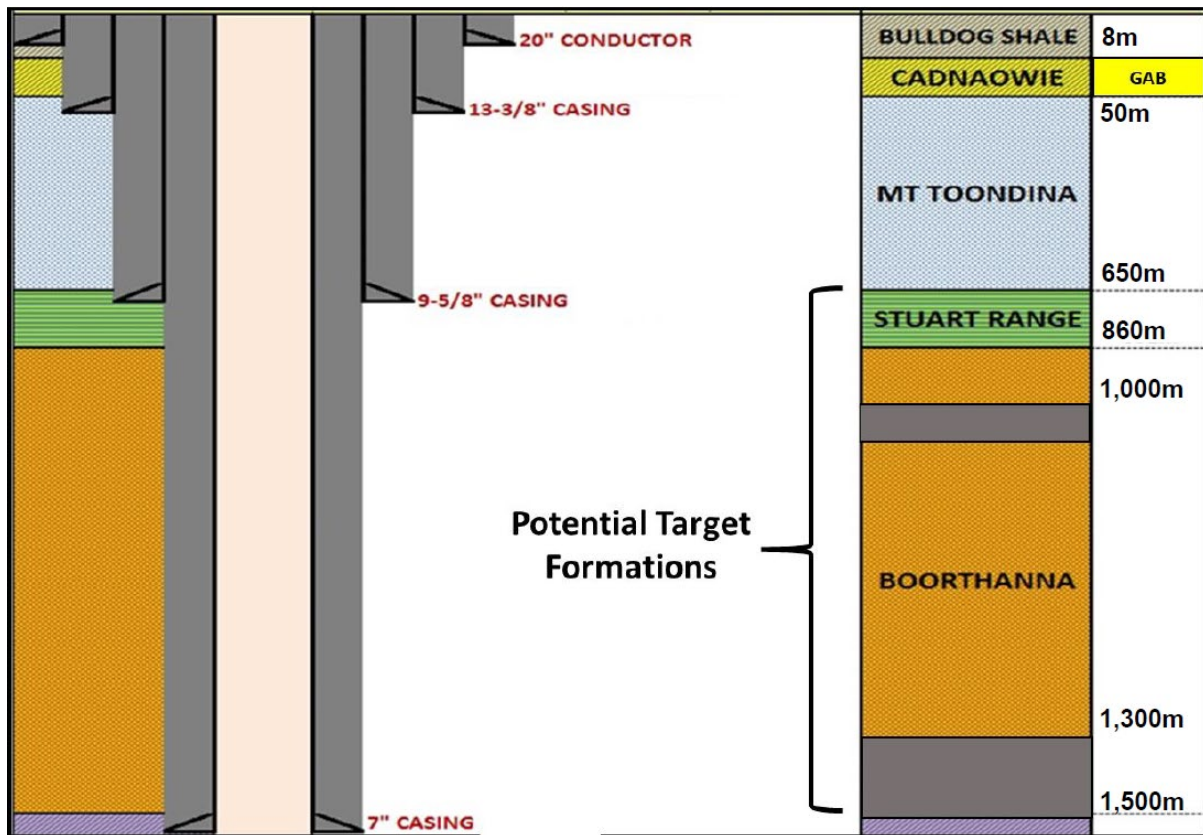 20" CONDUCTOR
13-3/8" CASING
9-5/8" CASING
7" CASING
Potential Target
Formations
BULLDOG SHALE
8m
CADNAOWIE
GAB
50m
MT TOONDINA
650m
STUART RANGE
860m
1,000m
BOORTHANNA
1,300m
1,500m